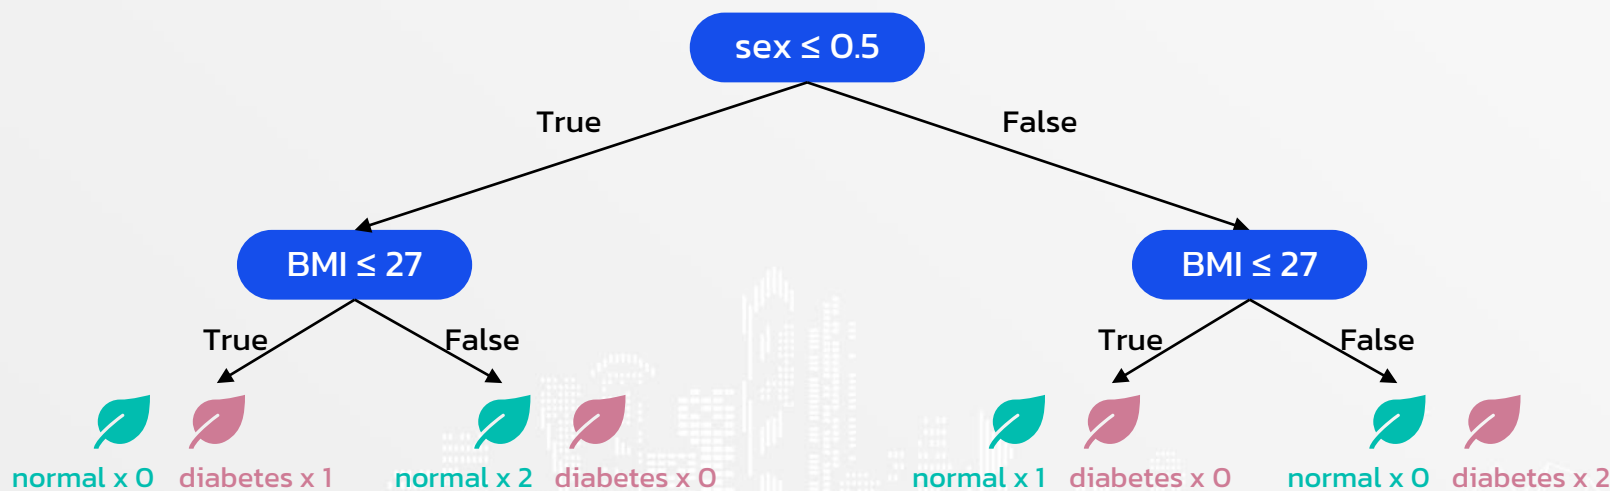 sex ≤ 0.5
True
False
BMI ≤ 27
BMI ≤ 27
True
False
True
False
normal x 0
diabetes x 1
normal x 2
diabetes x 0
normal x 1
diabetes x 0
normal x 0
diabetes x 2